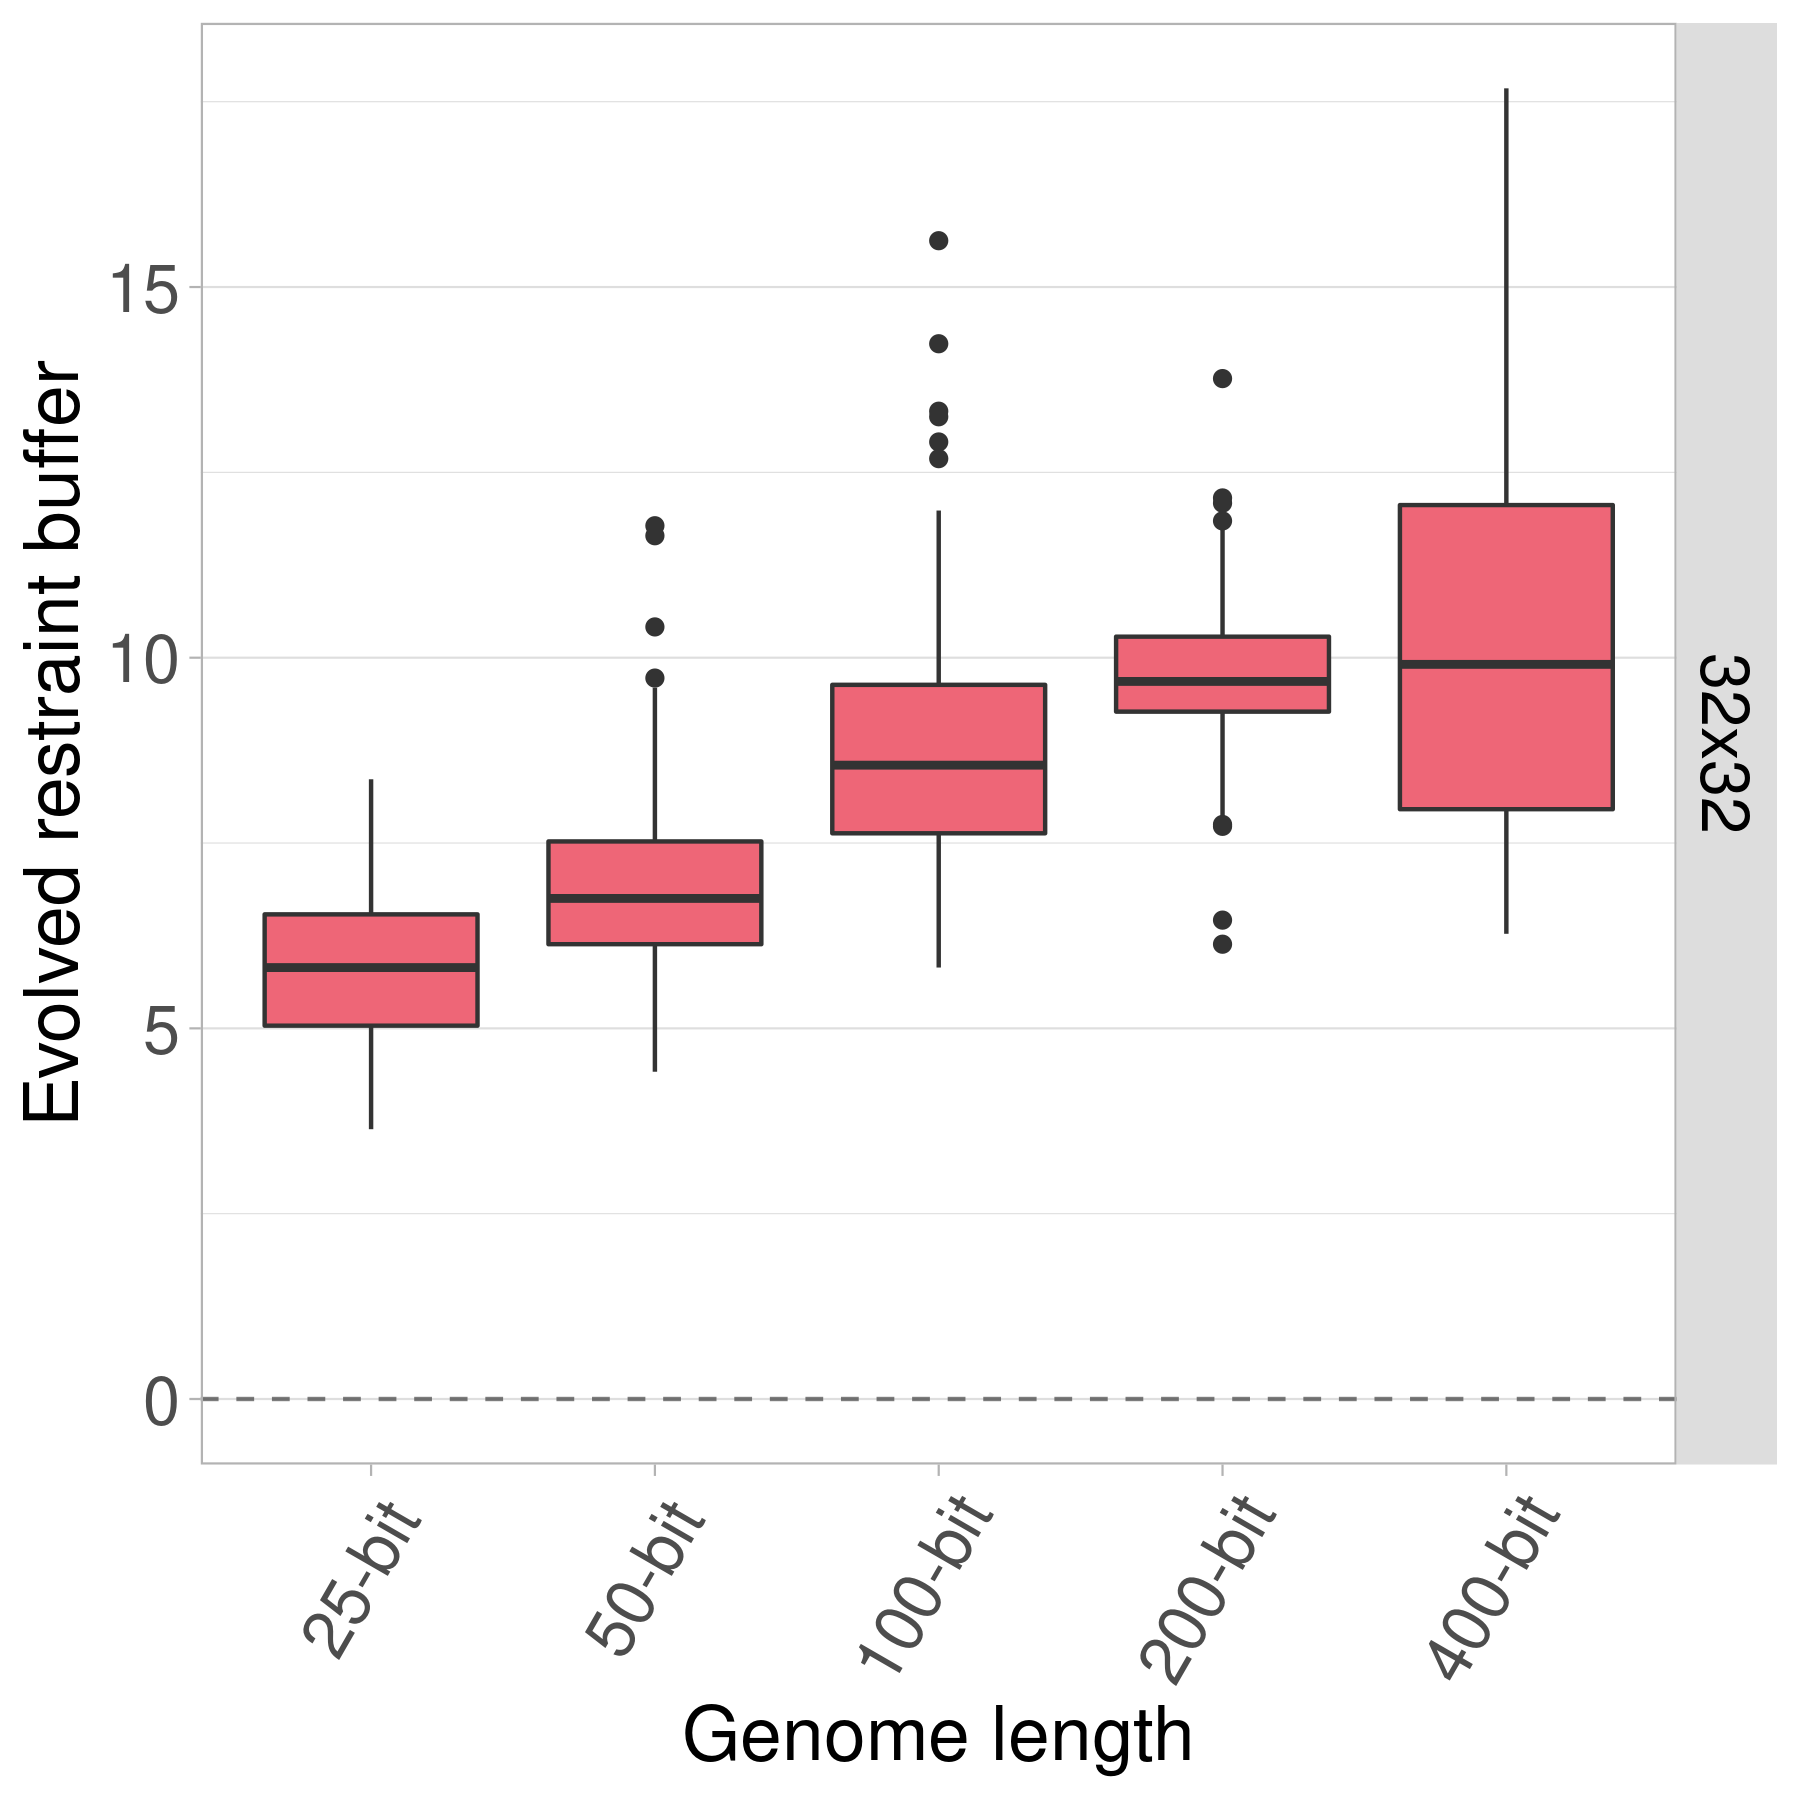 Evolved restraint buffer
15
10
5
0
32x32
25-bit
50-bit
100-bit
200-bit
400-bit
Genome length